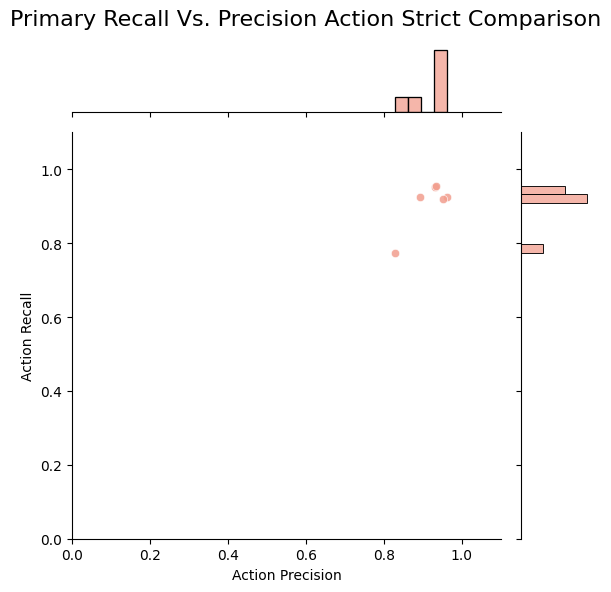 Primary Recall Vs. Precision Action Strict Comparison
1.0
0.8
Action Recall
0.6
0.4
0.2
0.0
0.0 0.2 0.4 0.6 0.8 1.0
Action Precision